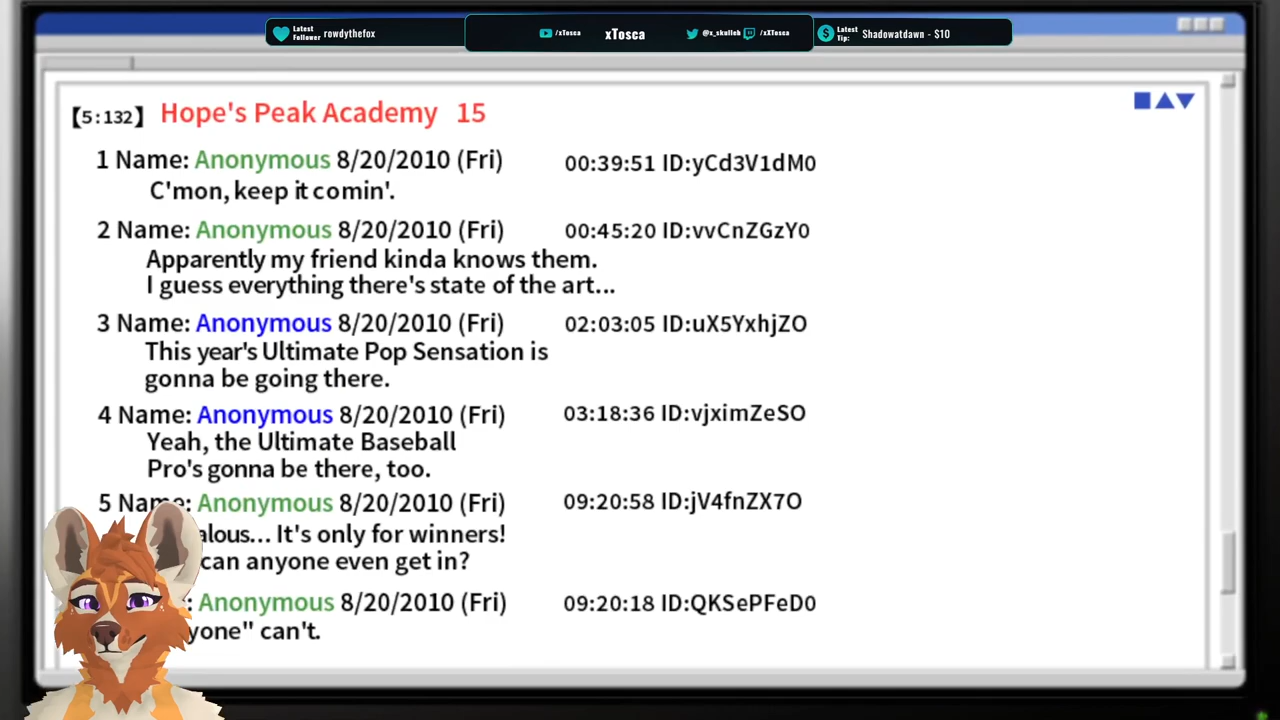 Latest Follower rowdythefox
/xTosca xTosca @x_skulleh /xXTosca
Latest Tip: Shadowatdawn - $10
【5:132】 Hope's Peak Academy 15
1 Name: Anonymous 8/20/2010 (Fri) 00:39:51 ID:yCd3V1dM0
C'mon, keep it comin'.
2 Name: Anonymous 8/20/2010 (Fri) 00:45:20 ID:vvCnZGzY0
Apparently my friend kinda knows them.
I guess everything there's state of the art...
3 Name: Anonymous 8/20/2010 (Fri) 02:03:05 ID:uX5YxhjZO
This year's Ultimate Pop Sensation is
gonna be going there.
4 Name: Anonymous 8/20/2010 (Fri) 03:18:36 ID:vjximZeSO
Yeah, the Ultimate Baseball
Pro's gonna be there, too.
5 Name: Anonymous 8/20/2010 (Fri) 09:20:58 ID:jV4fnZX7O
alous... It's only for winners!
can anyone even get in?
: Anonymous 8/20/2010 (Fri) 09:20:18 ID:QKSePFeD0
yone" can't.